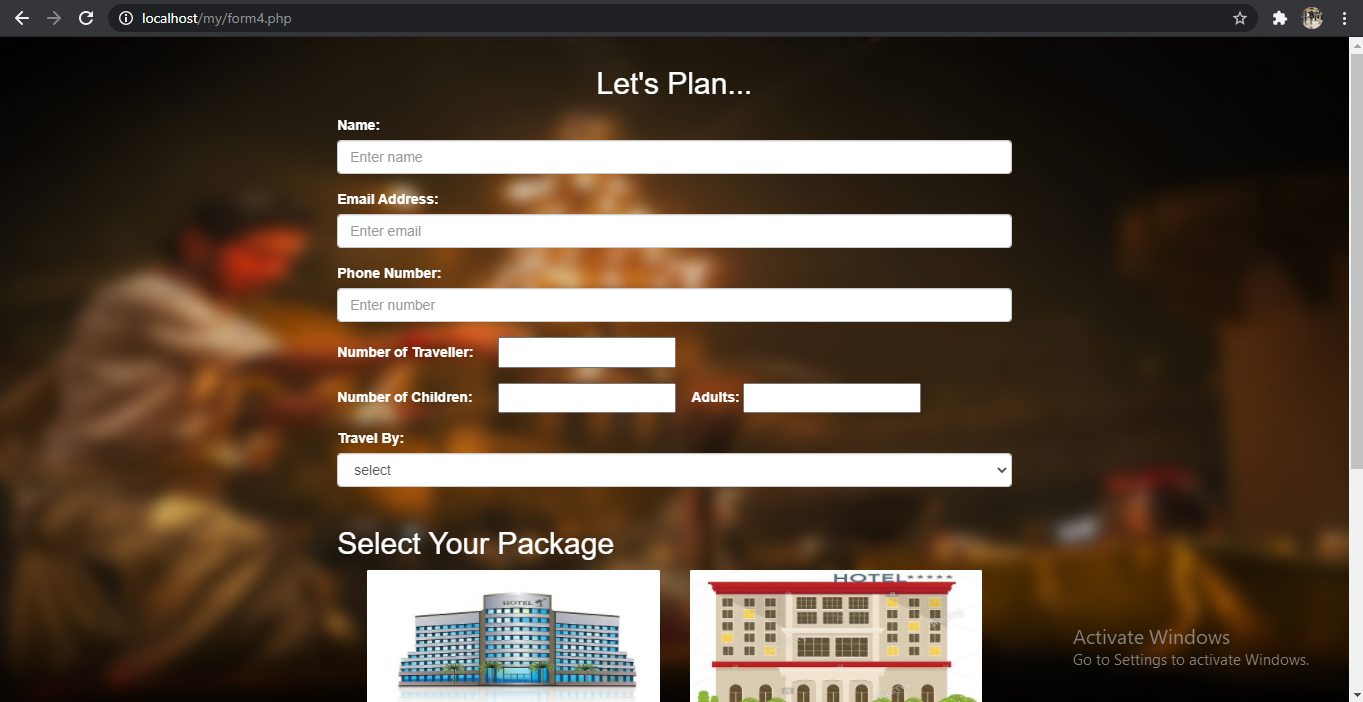 localhost/my/form4.php
Let's Plan...
Name:
Enter name
Email Address:
Enter email
Phone Number:
Enter number
Number of Traveller:
Number of Children: Adults:
Travel By:
select
Select Your Package
HOTEL
HOTEL*****
Activate Windows
Go to Settings to activate Windows.